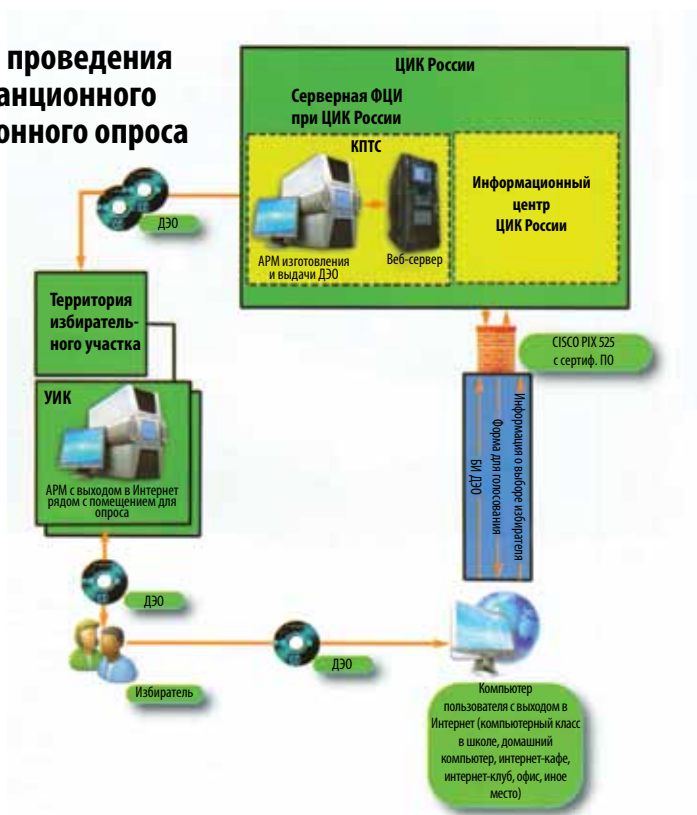 проведения
анционного
онного опроса
ЦИК России
Серверная ФЦИ
при ЦИК России
КПТС
АРМ изготовления
и выдачи ДЭО
Веб-сервер
Информационный
центр
ЦИК России
ДЭО
Территория
избиратель-
ного участка
УИК
АРМ с выходом в Интернет
рядом с помещением для
опроса
CISCO PIX 525
с сертиф. ПО
БИ ДЭО
Форма для голосования
Информация о выборе избирателя
ДЭО
Избиратель
ДЭО
Компьютер
пользователя с выходом в
Интернет (компьютерный класс
в школе, домашний
компьютер, интернет-кафе,
интернет-клуб, офис, иное
место)